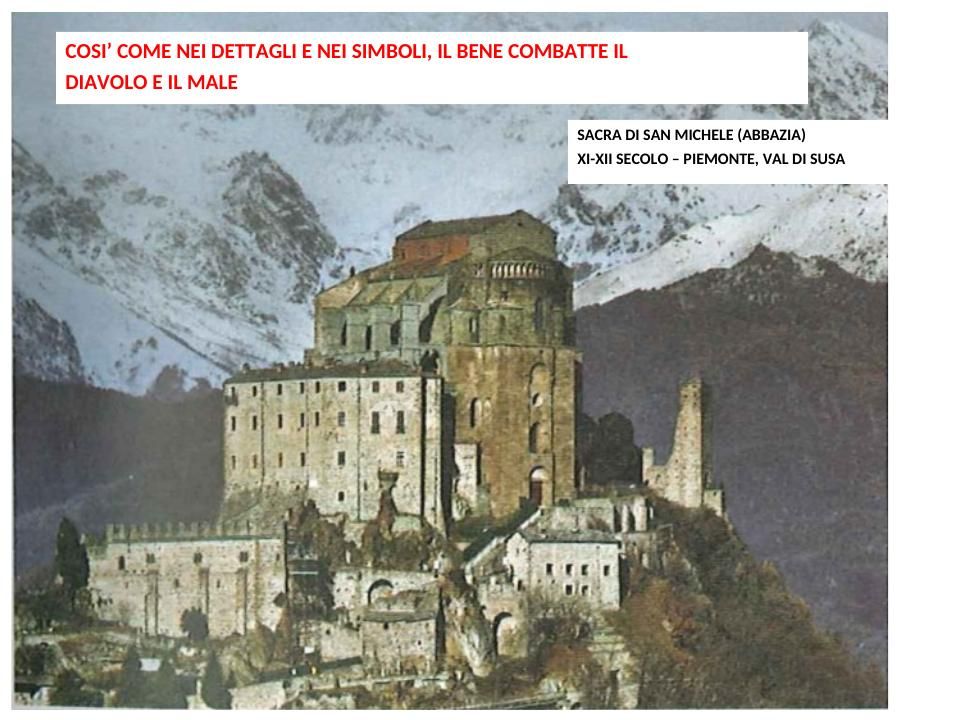 COSI’ COME NEI DETTAGLI E NEI SIMBOLI, IL BENE COMBATTE IL
DIAVOLO E IL MALE
SACRA DI SAN MICHELE (ABBAZIA)
XI-XII SECOLO – PIEMONTE, VAL DI SUSA